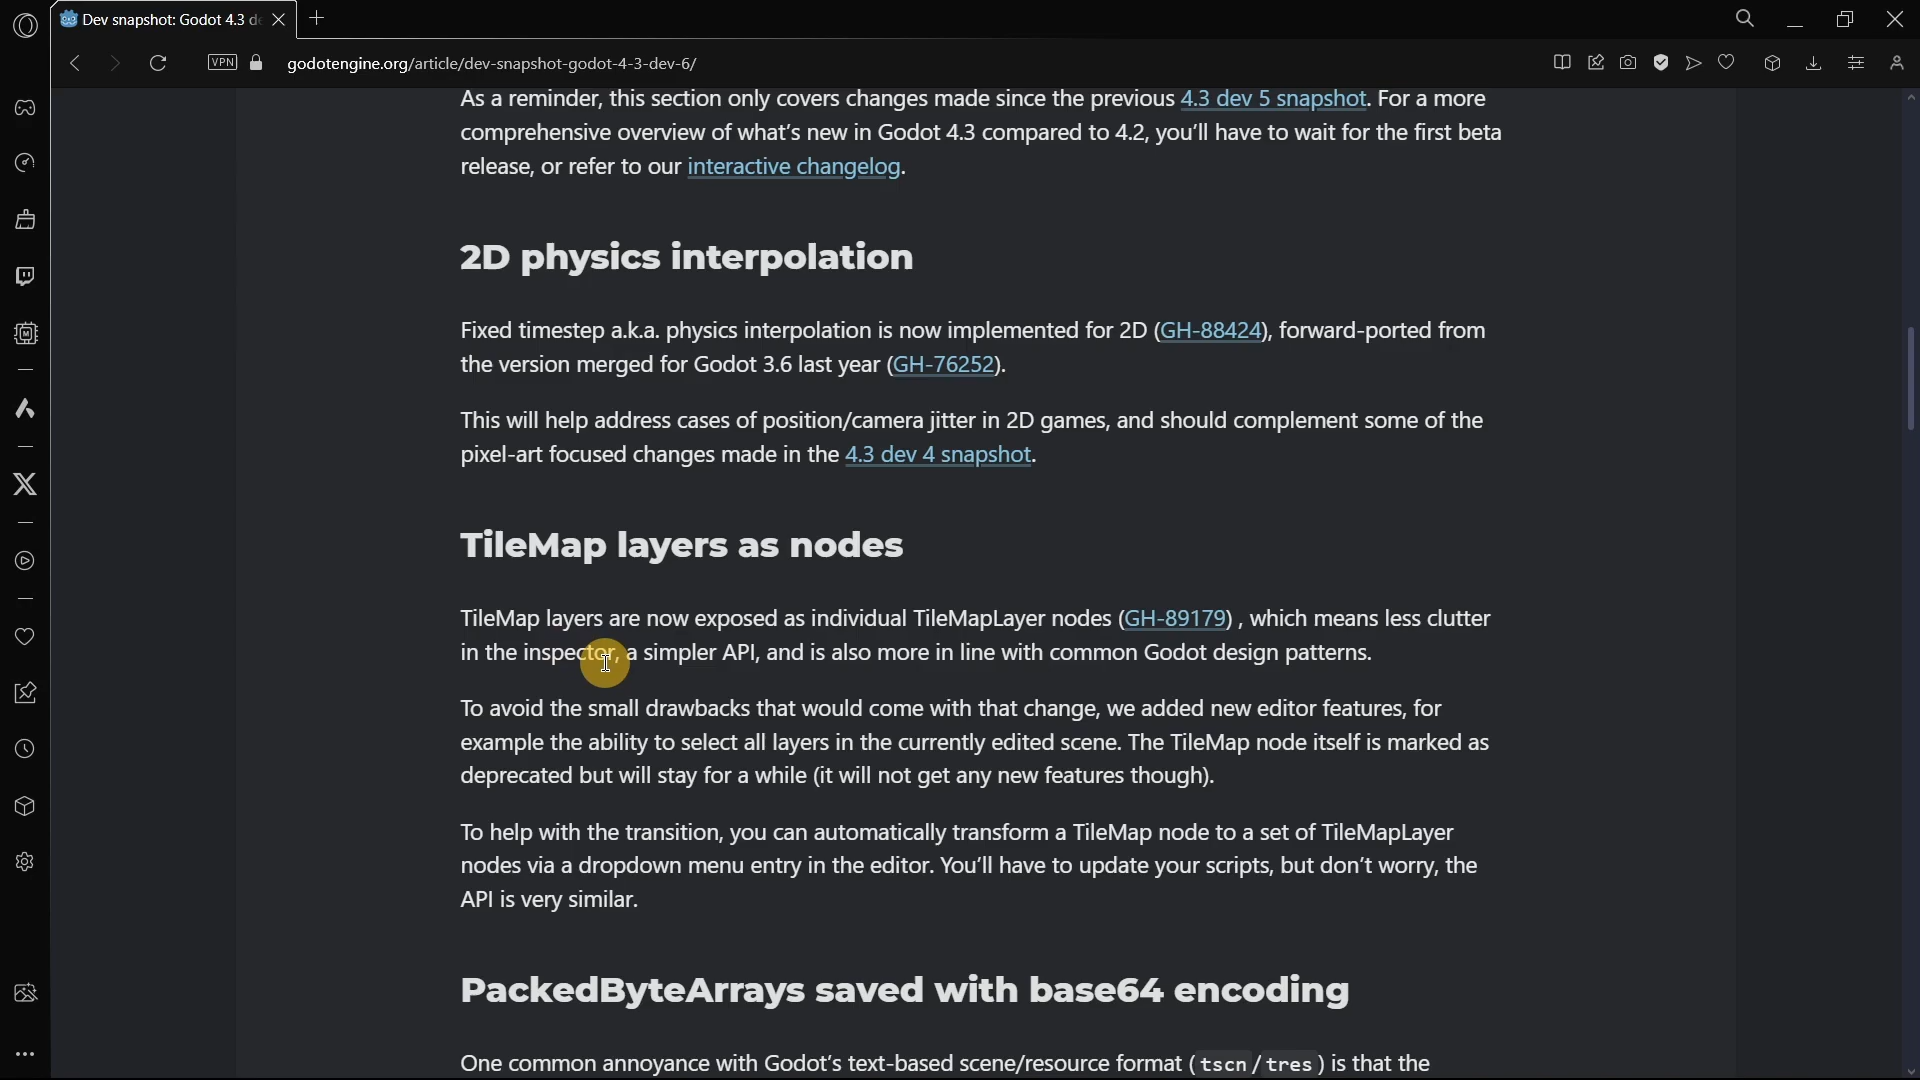 Dev snapshot: Godot 4.3 de
VPN
godotengine.org/article/dev-snapshot-godot-4-3-dev-6/
As a reminder, this section only covers changes made since the previous 4.3 dev 5 snapshot. For a more
comprehensive overview of what's new in Godot 4.3 compared to 4.2, you'll have to wait for the first beta
release, or refer to our interactive changelog.
2D physics interpolation
Fixed timestep a.k.a. physics interpolation is now implemented for 2D (GH-88424), forward-ported from
the version merged for Godot 3.6 last year (GH-76252).
This will help address cases of position/camera jitter in 2D games, and should complement some of the
pixel-art focused changes made in the 4.3 dev 4 snapshot.
TileMap layers as nodes
TileMap layers are now exposed as individual TileMapLayer nodes (GH-89179) , which means less clutter
in the inspector, a simpler API, and is also more in line with common Godot design patterns.
To avoid the small drawbacks that would come with that change, we added new editor features, for
example the ability to select all layers in the currently edited scene. The TileMap node itself is marked as
deprecated but will stay for a while (it will not get any new features though).
To help with the transition, you can automatically transform a TileMap node to a set of TileMapLayer
nodes via a dropdown menu entry in the editor. You'll have to update your scripts, but don't worry, the
API is very similar.
PackedByteArrays saved with base64 encoding
One common annoyance with Godot's text-based scene/resource format (tscn/tres) is that the